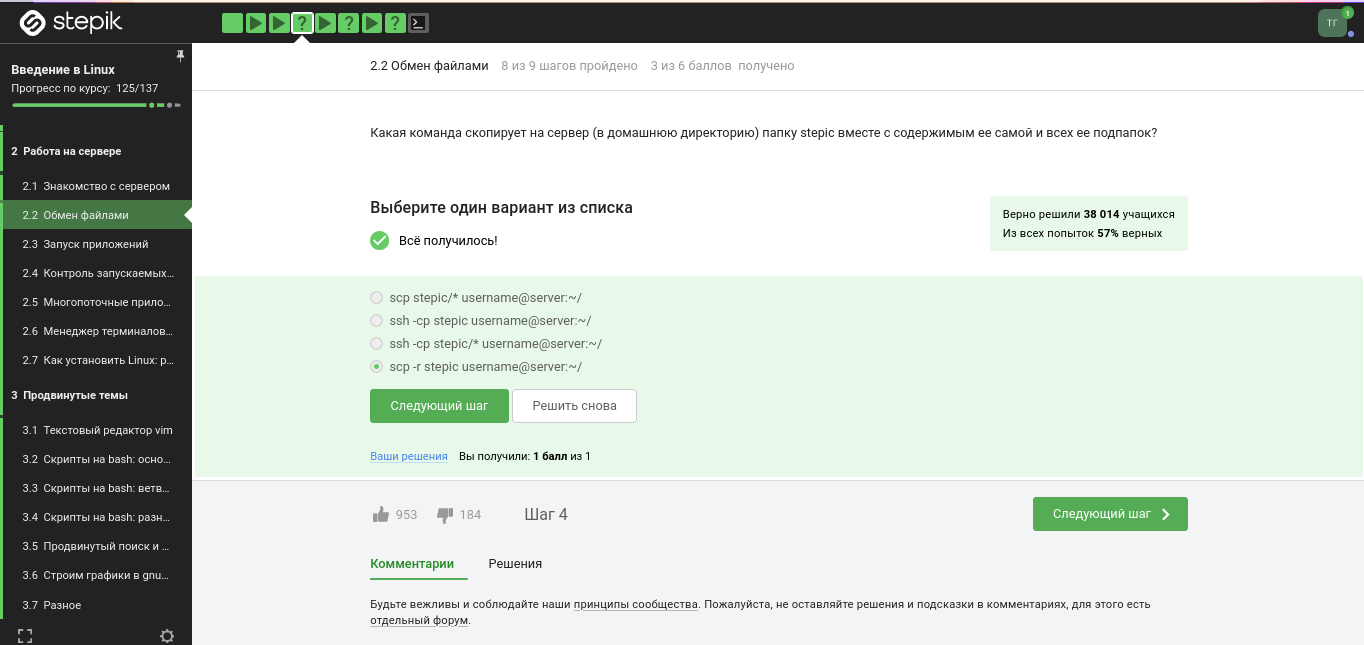 stepik
? ? ?
ТГ
1
Введение в Linux
Прогресс по курсу: 125/137
2 Работа на сервере
2.1 Знакомство с сервером
2.2 Обмен файлами
2.3 Запуск приложений
2.4 Контроль запускаемых...
2.5 Многопоточные прило...
2.6 Менеджер терминалов...
2.7 Как установить Linux: р...
3 Продвинутые темы
3.1 Текстовый редактор vim
3.2 Скрипты на bash: осно...
3.3 Скрипты на bash: ветв...
3.4 Скрипты на bash: разн...
3.5 Продвинутый поиск и ...
3.6 Строим графики в gnu...
3.7 Разное
2.2 Обмен файлами 8 из 9 шагов пройдено 3 из 6 баллов получено
Какая команда скопирует на сервер (в домашнюю директорию) папку stepic вместе с содержимым ее самой и всех ее подпапок?
Выберите один вариант из списка
Всё получилось!
Верно решили 38 014 учащихся
Из всех попыток 57% верных
scp stepic/* username@server:~/
ssh -cp stepic username@server:~/
ssh -cp stepic/* username@server:~/
scp -r stepic username@server:~/
Следующий шаг Решить снова
Ваши решения Вы получили: 1 балл из 1
953 184 Шаг 4
Следующий шаг
Комментарии Решения
Будьте вежливы и соблюдайте наши принципы сообщества. Пожалуйста, не оставляйте решения и подсказки в комментариях, для этого есть
отдельный форум.